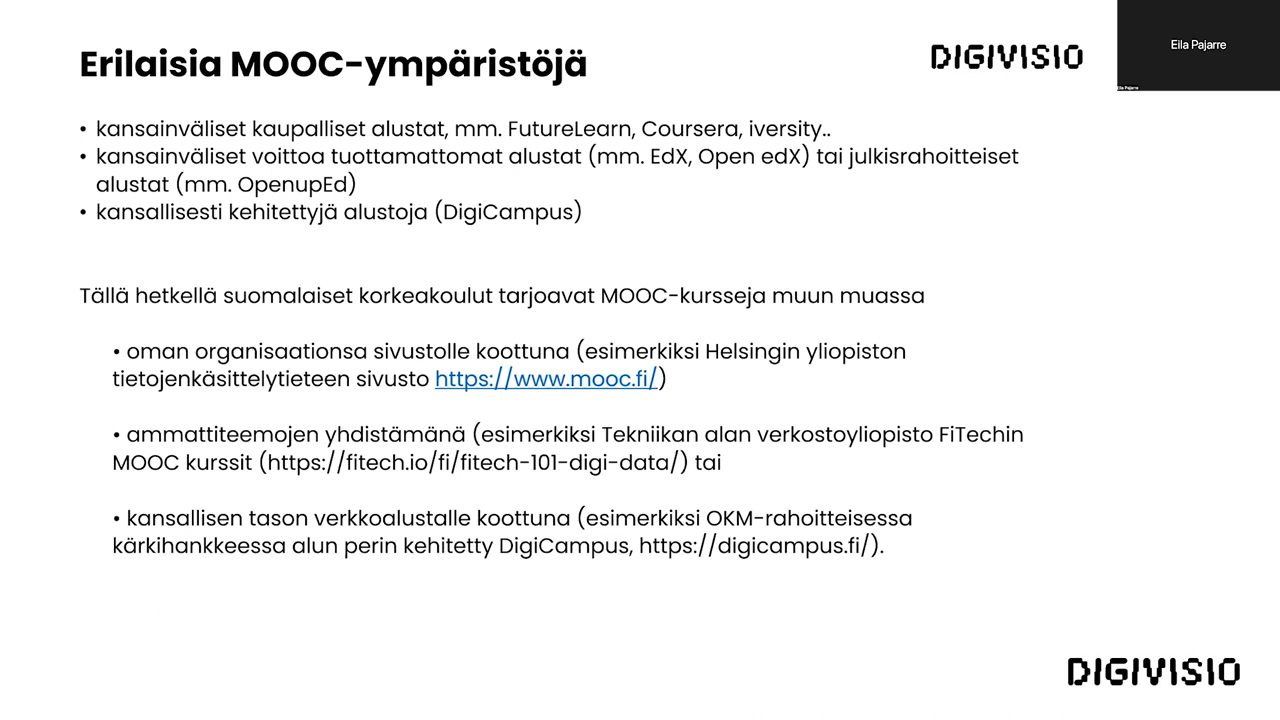 Erilaisia MOOC-ympäristöjä
DIGIVISIO
Eila Pajarre
Eila Pajarre
• kansainväliset kaupalliset alustat, mm. FutureLearn, Coursera, iversity..
• kansainväliset voittoa tuottamattomat alustat (mm. EdX, Open edX) tai julkisrahoitteiset
alustat (mm. OpenupEd)
• kansallisesti kehitettyjä alustoja (DigiCampus)
Tällä hetkellä suomalaiset korkeakoulut tarjoavat MOOC-kursseja muun muassa
• oman organisaationsa sivustolle koottuna (esimerkiksi Helsingin yliopiston
tietojenkäsittelytieteen sivusto https://www.mooc.fi/)
• ammattiteemojen yhdistämänä (esimerkiksi Tekniikan alan verkostoyliopisto FiTechin
MOOC kurssit (https://fitech.io/fi/fitech-101-digi-data/) tai
• kansallisen tason verkkoalustalle koottuna (esimerkiksi OKM-rahoitteisessa
kärkihankkeessa alun perin kehitetty DigiCampus, https://digicampus.fi/).
DIGIVISIO